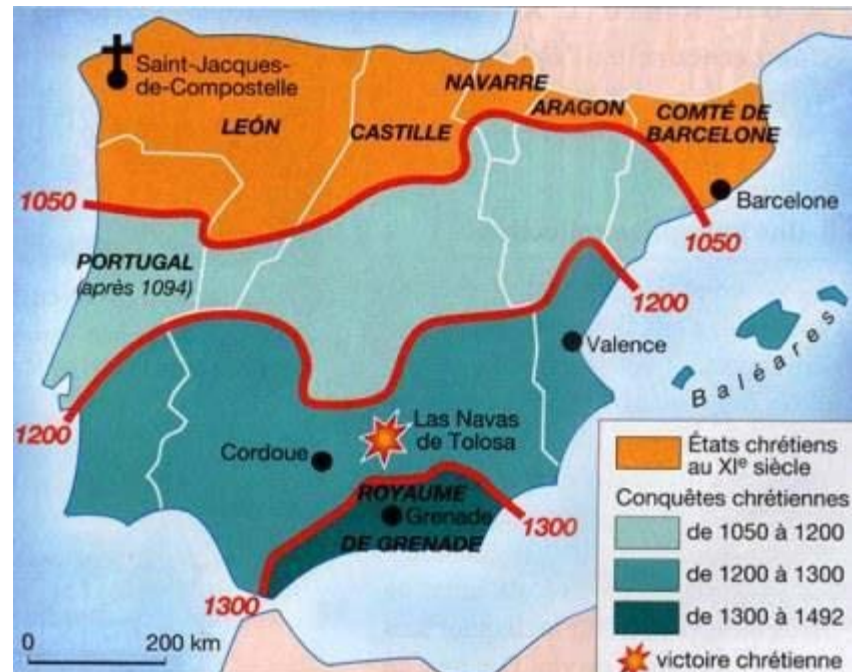 Saint-Jacques-
de-Compostelle
NAVARRE
LEÓN
CASTILLE
ARAGON
COMTÉ DE
BARCELONE
1050
Barcelone
1050
PORTUGAL
(après 1094)
1200
Valence
Baléares
1200
Las Navas
de Tolosa
Cordoue
ROYAUME
Grenade
DE GRENADE
1300
1300
0 200 km
États chrétiens
au XIe siècle
Conquêtes chrétiennes
de 1050 à 1200
de 1200 à 1300
de 1300 à 1492
victoire chrétienne